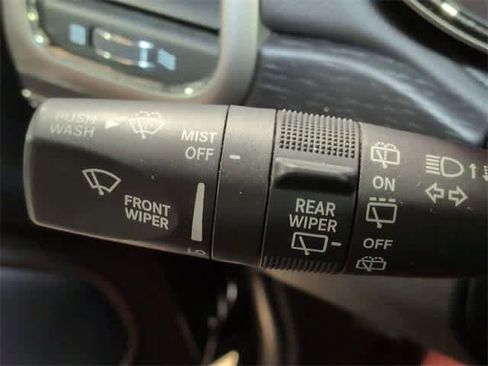 PUSH
WASH
MIST
OFF
FRONT
WIPER
LO
REAR
WIPER
ON
OFF